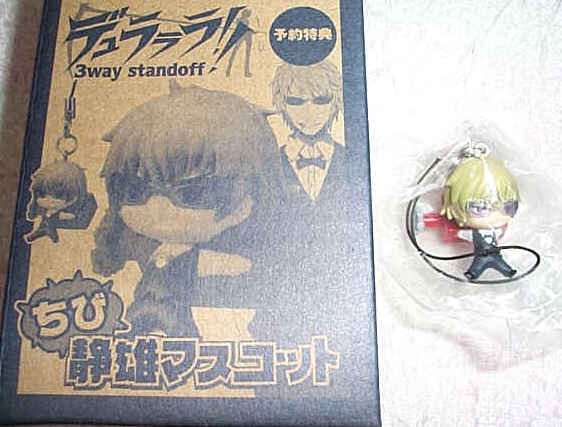 デュラララ!!
3way standoff
予約特典
ちび
静雄マスコット